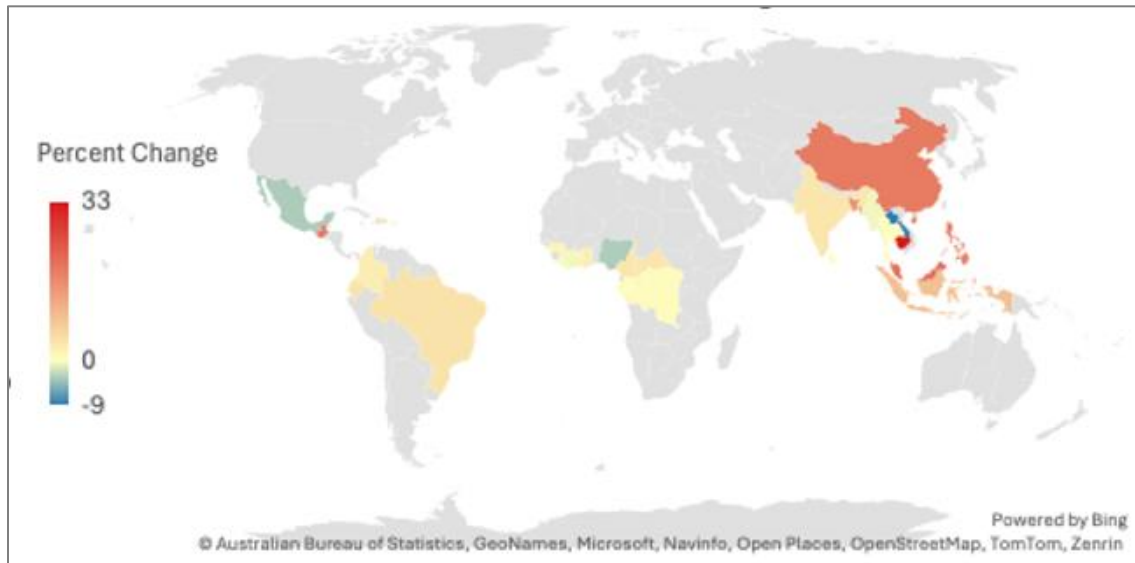 Percent Change
33
0
-9
Powered by Bing
© Australian Bureau of Statistics, GeoNames, Microsoft, Navinfo, Open Places, OpenStreetMap, TomTom, Zenrin